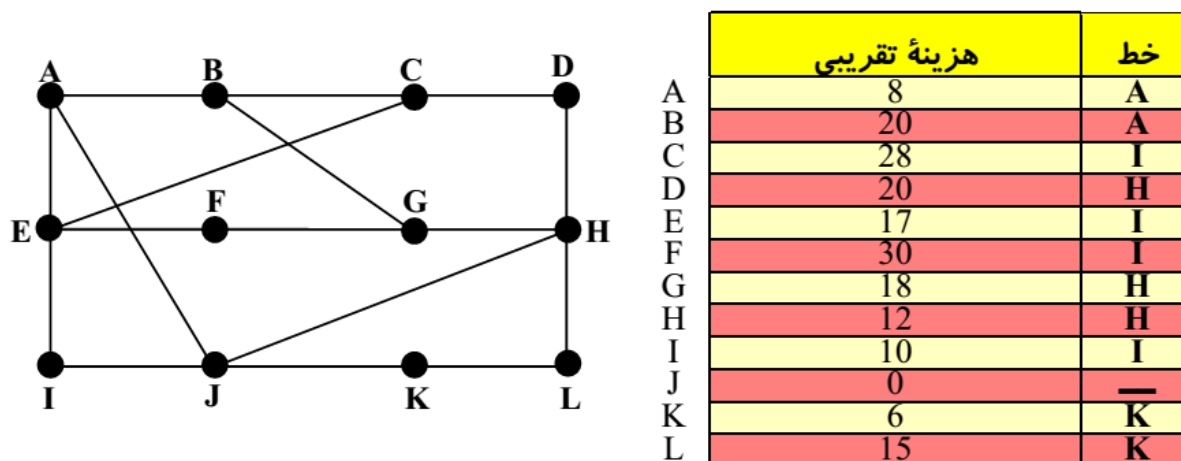 A B C D
E F G H
I J K L
هزینهٔ تقریبی خط
A 8 A
B 20 A
C 28 I
D 20 H
E 17 I
F 30 I
G 18 H
H 12 H
I 10 I
J 0 —
K 6 K
L 15 K